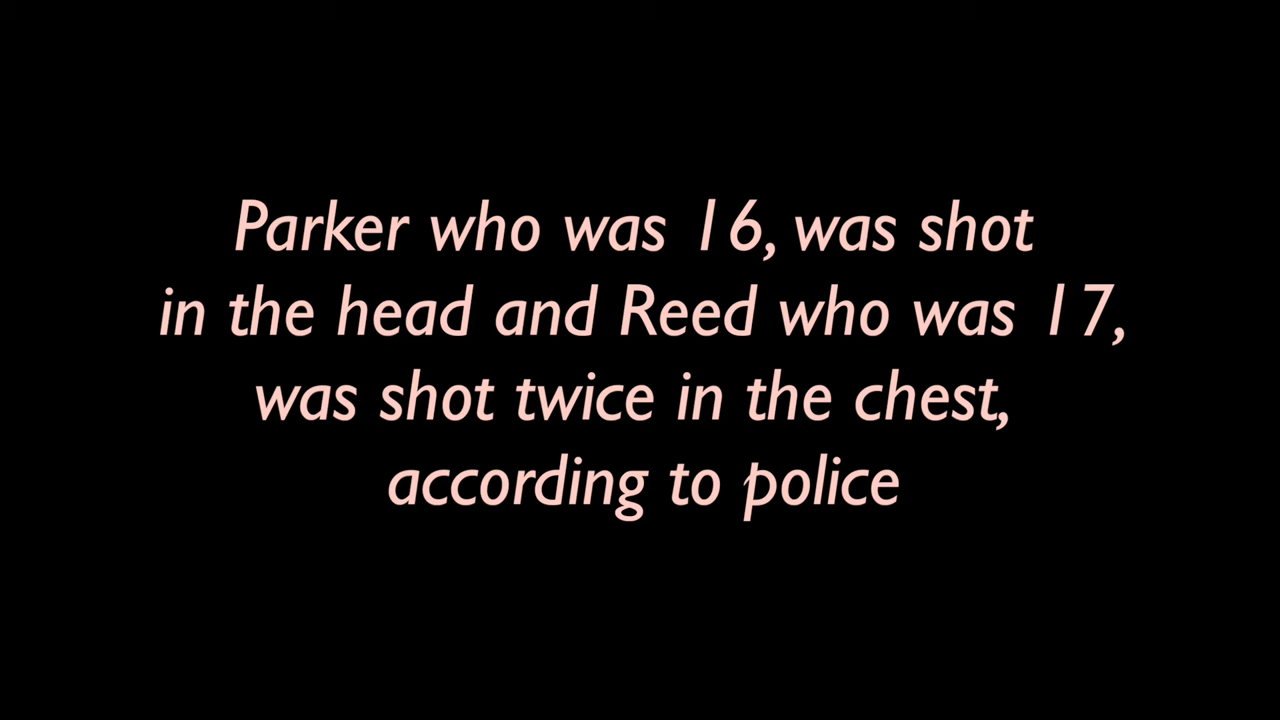 Parker who was 16, was shot
in the head and Reed who was 17,
was shot twice in the chest,
according to police